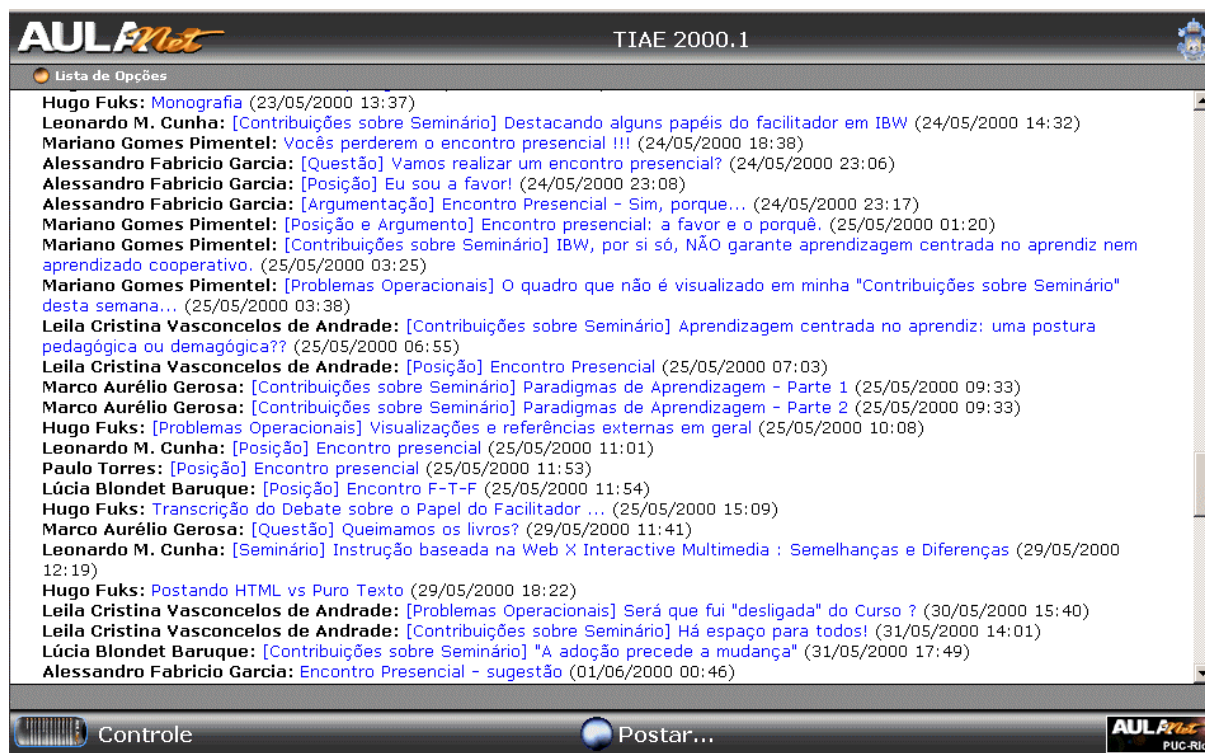 AULANet
TIAE 2000.1
Lista de Opções
Hugo Fuks: Monografia (23/05/2000 13:37)
Leonardo M. Cunha: [Contribuições sobre Seminário] Destacando alguns papéis do facilitador em IBW (24/05/2000 14:32)
Mariano Gomes Pimentel: Vocês perderem o encontro presencial !!! (24/05/2000 18:38)
Alessandro Fabricio Garcia: [Questão] Vamos realizar um encontro presencial? (24/05/2000 23:06)
Alessandro Fabricio Garcia: [Posição] Eu sou a favor! (24/05/2000 23:08)
Alessandro Fabricio Garcia: [Argumentação] Encontro Presencial - Sim, porque... (24/05/2000 23:17)
Mariano Gomes Pimentel: [Posição e Argumento] Encontro presencial: a favor e o porquê. (25/05/2000 01:20)
Mariano Gomes Pimentel: [Contribuições sobre Seminário] IBW, por si só, NÃO garante aprendizagem centrada no aprendiz nem
aprendizado cooperativo. (25/05/2000 03:25)
Mariano Gomes Pimentel: [Problemas Operacionais] O quadro que não é visualizado em minha "Contribuições sobre Seminário"
desta semana... (25/05/2000 03:38)
Leila Cristina Vasconcelos de Andrade: [Contribuições sobre Seminário] Aprendizagem centrada no aprendiz: uma postura
pedagógica ou demagógica?? (25/05/2000 06:55)
Leila Cristina Vasconcelos de Andrade: [Posição] Encontro Presencial (25/05/2000 07:03)
Marco Aurélio Gerosa: [Contribuições sobre Seminário] Paradigmas de Aprendizagem - Parte 1 (25/05/2000 09:33)
Marco Aurélio Gerosa: [Contribuições sobre Seminário] Paradigmas de Aprendizagem - Parte 2 (25/05/2000 09:33)
Hugo Fuks: [Problemas Operacionais] Visualizações e referências externas em geral (25/05/2000 10:08)
Leonardo M. Cunha: [Posição] Encontro presencial (25/05/2000 11:01)
Paulo Torres: [Posição] Encontro presencial (25/05/2000 11:53)
Lúcia Blondet Baruque: [Posição] Encontro F-T-F (25/05/2000 11:54)
Hugo Fuks: Transcrição do Debate sobre o Papel do Facilitador ... (25/05/2000 15:09)
Marco Aurélio Gerosa: [Questão] Queimamos os livros? (29/05/2000 11:41)
Leonardo M. Cunha: [Seminário] Instrução baseada na Web X Interactive Multimedia : Semelhanças e Diferenças (29/05/2000
12:19)
Hugo Fuks: Postando HTML vs Puro Texto (29/05/2000 18:22)
Leila Cristina Vasconcelos de Andrade: [Problemas Operacionais] Será que fui "desligada" do Curso ? (30/05/2000 15:40)
Leila Cristina Vasconcelos de Andrade: [Contribuições sobre Seminário] Há espaço para todos! (31/05/2000 14:01)
Lúcia Blondet Baruque: [Contribuições sobre Seminário] "A adoção precede a mudança" (31/05/2000 17:49)
Alessandro Fabricio Garcia: Encontro Presencial - sugestão (01/06/2000 00:46)
Controle
Postar...
AULANet
PUC-Rio